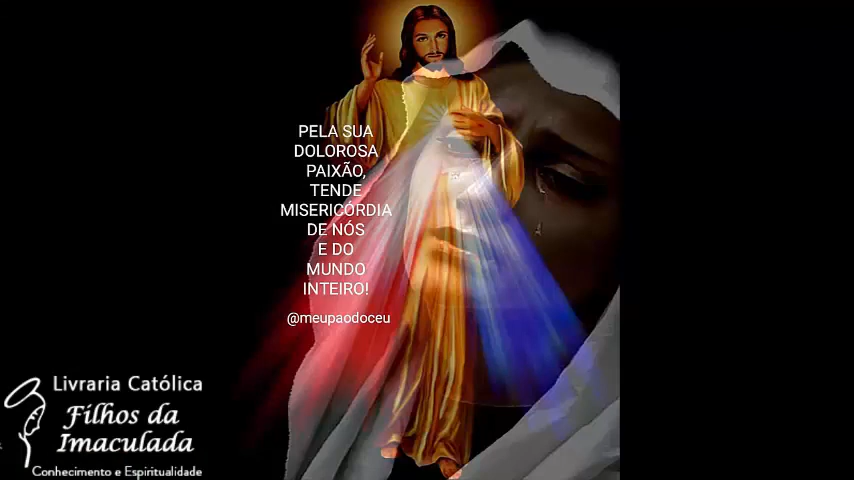 PELA SUA
DOLOROSA
PAIXÃO,
TENDE
MISERICÓRDIA
DE NÓS
E DO
MUNDO
INTEIRO!
@meupaodoceu
Livraria Católica
Filhos da
Imaculada
Conhecimento e Espiritualidade